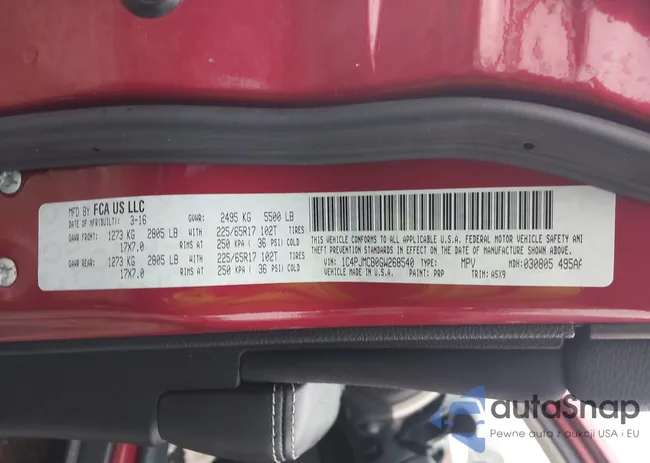 MFD BY FCA US LLC
DATE OF MFR(BUILT): 3-16 GVWR: 2495 KG 5500 LB
GAWR FRONT: 1273 KG 2805 LB WITH 225/65R17 102T TIRES
17X7.0 RIMS AT 250 KPA ( 36 PSI) COLD
GAWR REAR: 1273 KG 2805 LB WITH 225/65R17 102T TIRES
17X7.0 RIMS AT 250 KPA ( 36 PSI) COLD
THIS VEHICLE CONFORMS TO ALL APPLICABLE U.S.A. FEDERAL MOTOR VEHICLE SAFETY AND
THEFT PREVENTION STANDARDS IN EFFECT ON THE DATE OF MANUFACTURE SHOWN ABOVE.
VIN: 1C4PJMCB0GW268540 TYPE: MPV MDH: 030805 495AF
MADE IN U.S.A. PAINT: PRP TRIM: A5X9
autaSnap
Pewne auta z aukcji USA i EU